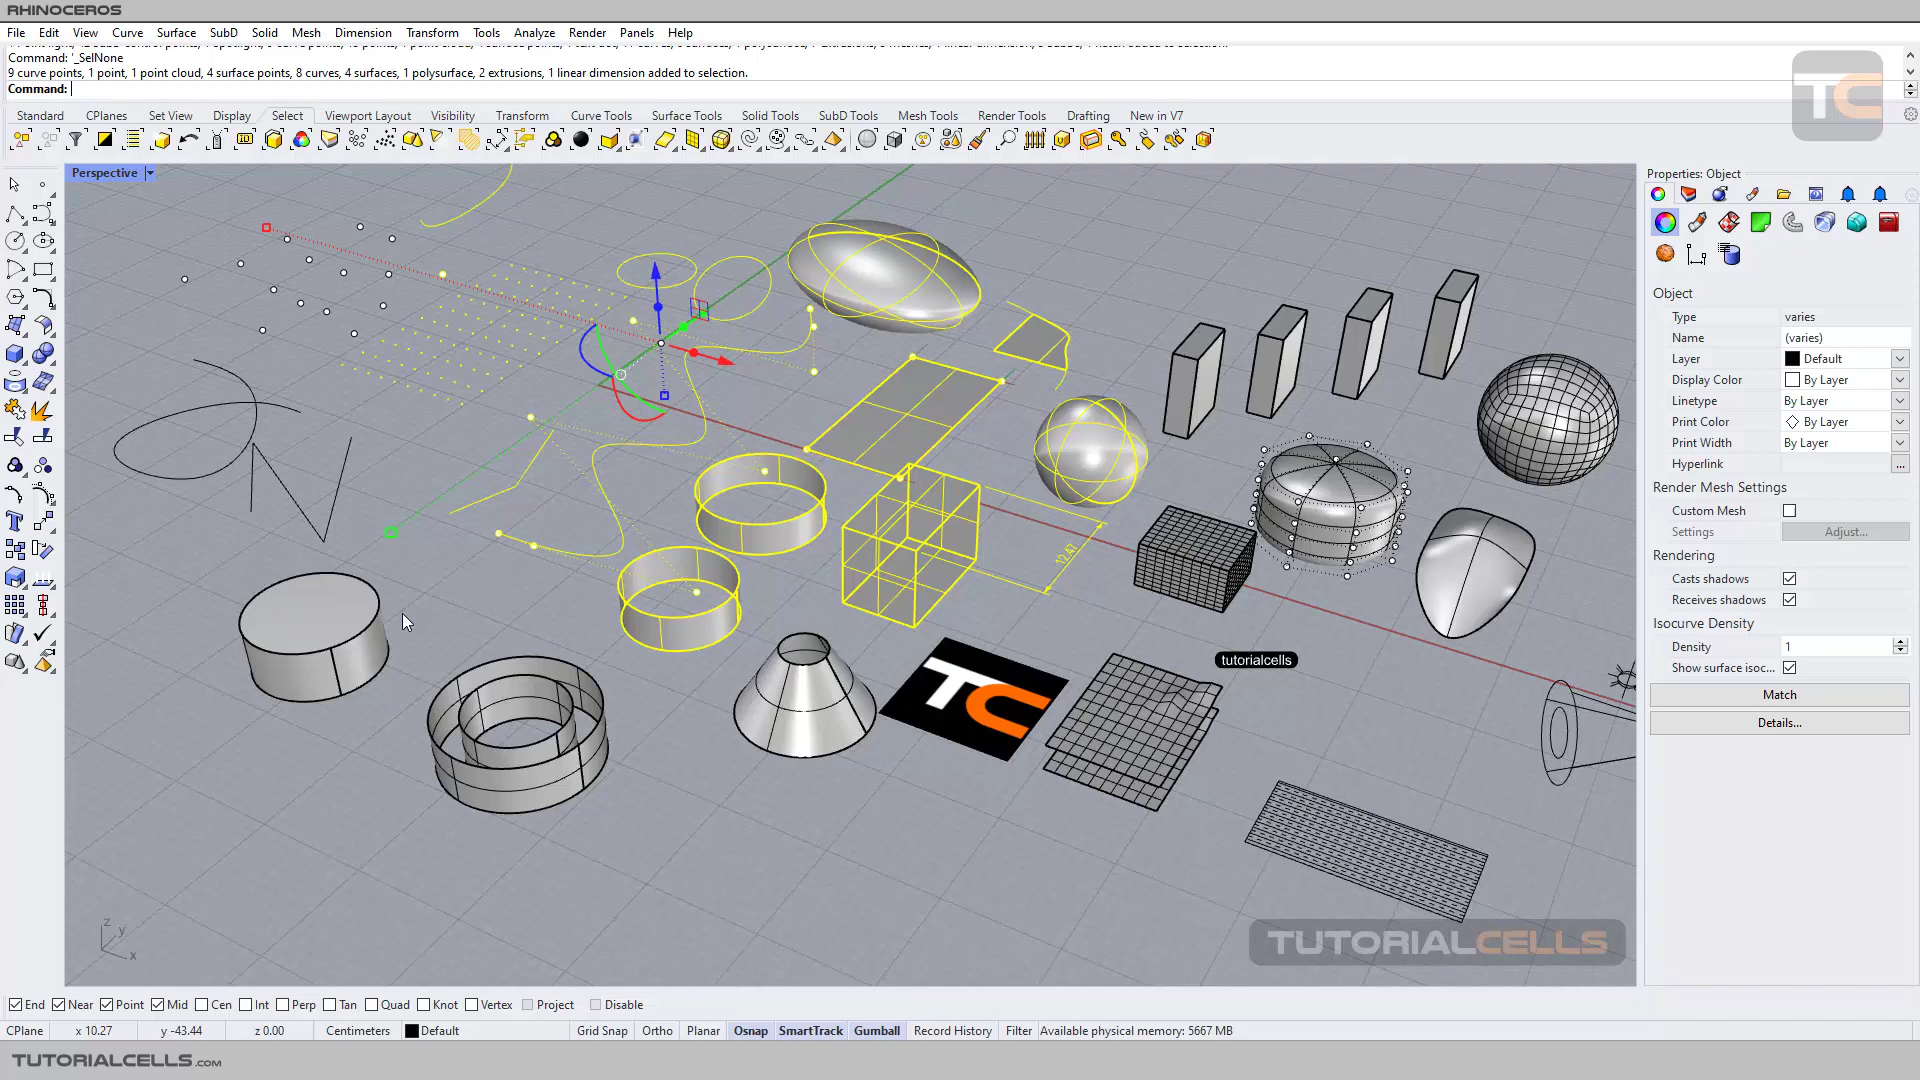 RHINOCEROS
File Edit View Curve Surface SubD Solid Mesh Dimension Transform Tools Analyze Render Panels Help
Command: '_SelNone
9 curve points, 1 point, 1 point cloud, 4 surface points, 8 curves, 4 surfaces, 1 polysurface, 2 extrusions, 1 linear dimension added to selection.
Command:
TC
Standard CPlanes Set View Display Select Viewport Layout Visibility Transform Curve Tools Surface Tools Solid Tools SubD Tools Mesh Tools Render Tools Drafting New in V7
Perspective
Properties: Object
Object
Type varies
Name (varies)
Layer Default
Display Color By Layer
Linetype By Layer
Print Color By Layer
Print Width By Layer
Hyperlink ...
Render Mesh Settings
Custom Mesh
Settings Adjust...
Rendering
Casts shadows
Receives shadows
Isocurve Density
Density 1
Show surface isoc...
Match
Details...
12.47
tutorialcells
TC
z
y
x
TUTORIALCELLS
End Near Point Mid Cen Int Perp Tan Quad Knot Vertex Project Disable
CPlane x 10.27 y -43.44 z 0.00 Centimeters Default Grid Snap Ortho Planar Osnap SmartTrack Gumball Record History Filter Available physical memory: 5667 MB
TUTORIALCELLS.COM